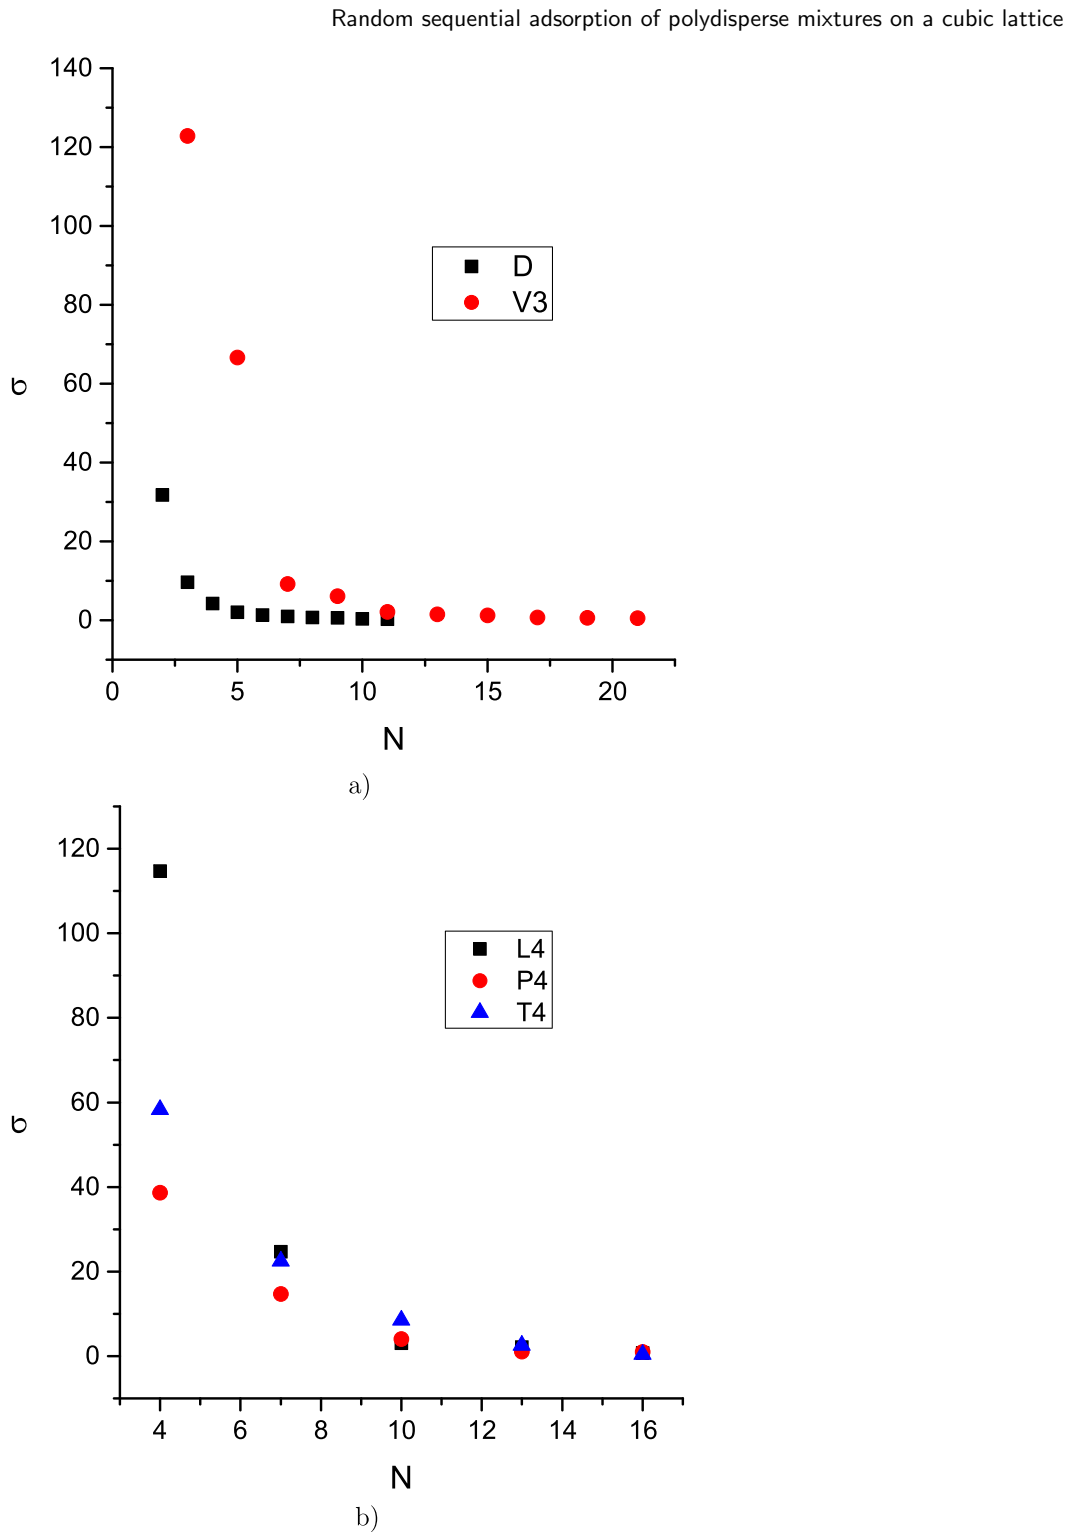 Random sequential adsorption of polydisperse mixtures on a cubic lattice
140
120
100
80
60
40
20
0
σ
D
V3
0 5 10 15 20
N
a)
120
100
80
60
40
20
0
σ
L4
P4
T4
4 6 8 10 12 14 16
N
b)